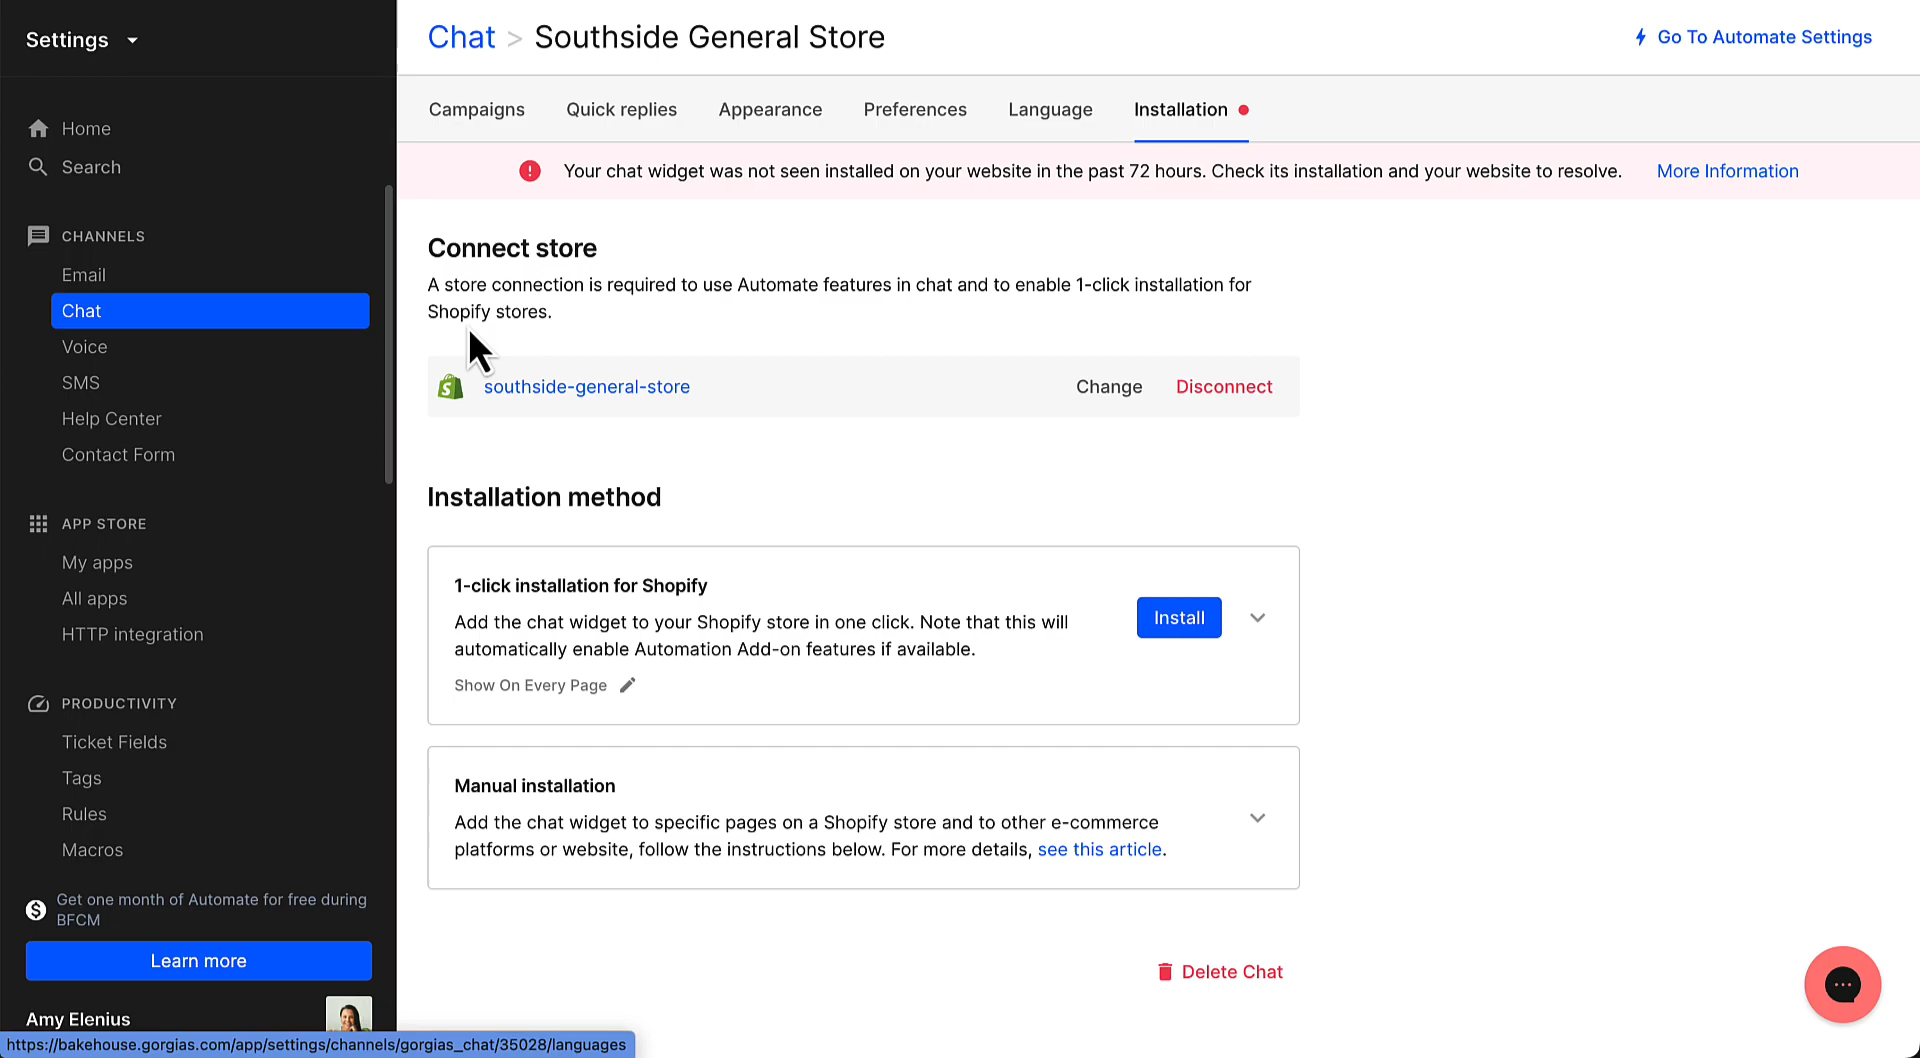 Settings
Home
Search
CHANNELS
Email
Chat
Voice
SMS
Help Center
Contact Form
APP STORE
My apps
All apps
HTTP integration
PRODUCTIVITY
Ticket Fields
Tags
Rules
Macros
Get one month of Automate for free during
BFCM
Learn more
Amy Elenius
https://bakehouse.gorgias.com/app/settings/channels/gorgias_chat/35028/languages
Chat > Southside General Store
Go To Automate Settings
Campaigns Quick replies Appearance Preferences Language Installation
Your chat widget was not seen installed on your website in the past 72 hours. Check its installation and your website to resolve. More Information
Connect store
A store connection is required to use Automate features in chat and to enable 1-click installation for
Shopify stores.
southside-general-store Change Disconnect
Installation method
1-click installation for Shopify
Add the chat widget to your Shopify store in one click. Note that this will
automatically enable Automation Add-on features if available.
Show On Every Page
Install
Manual installation
Add the chat widget to specific pages on a Shopify store and to other e-commerce
platforms or website, follow the instructions below. For more details, see this article.
Delete Chat